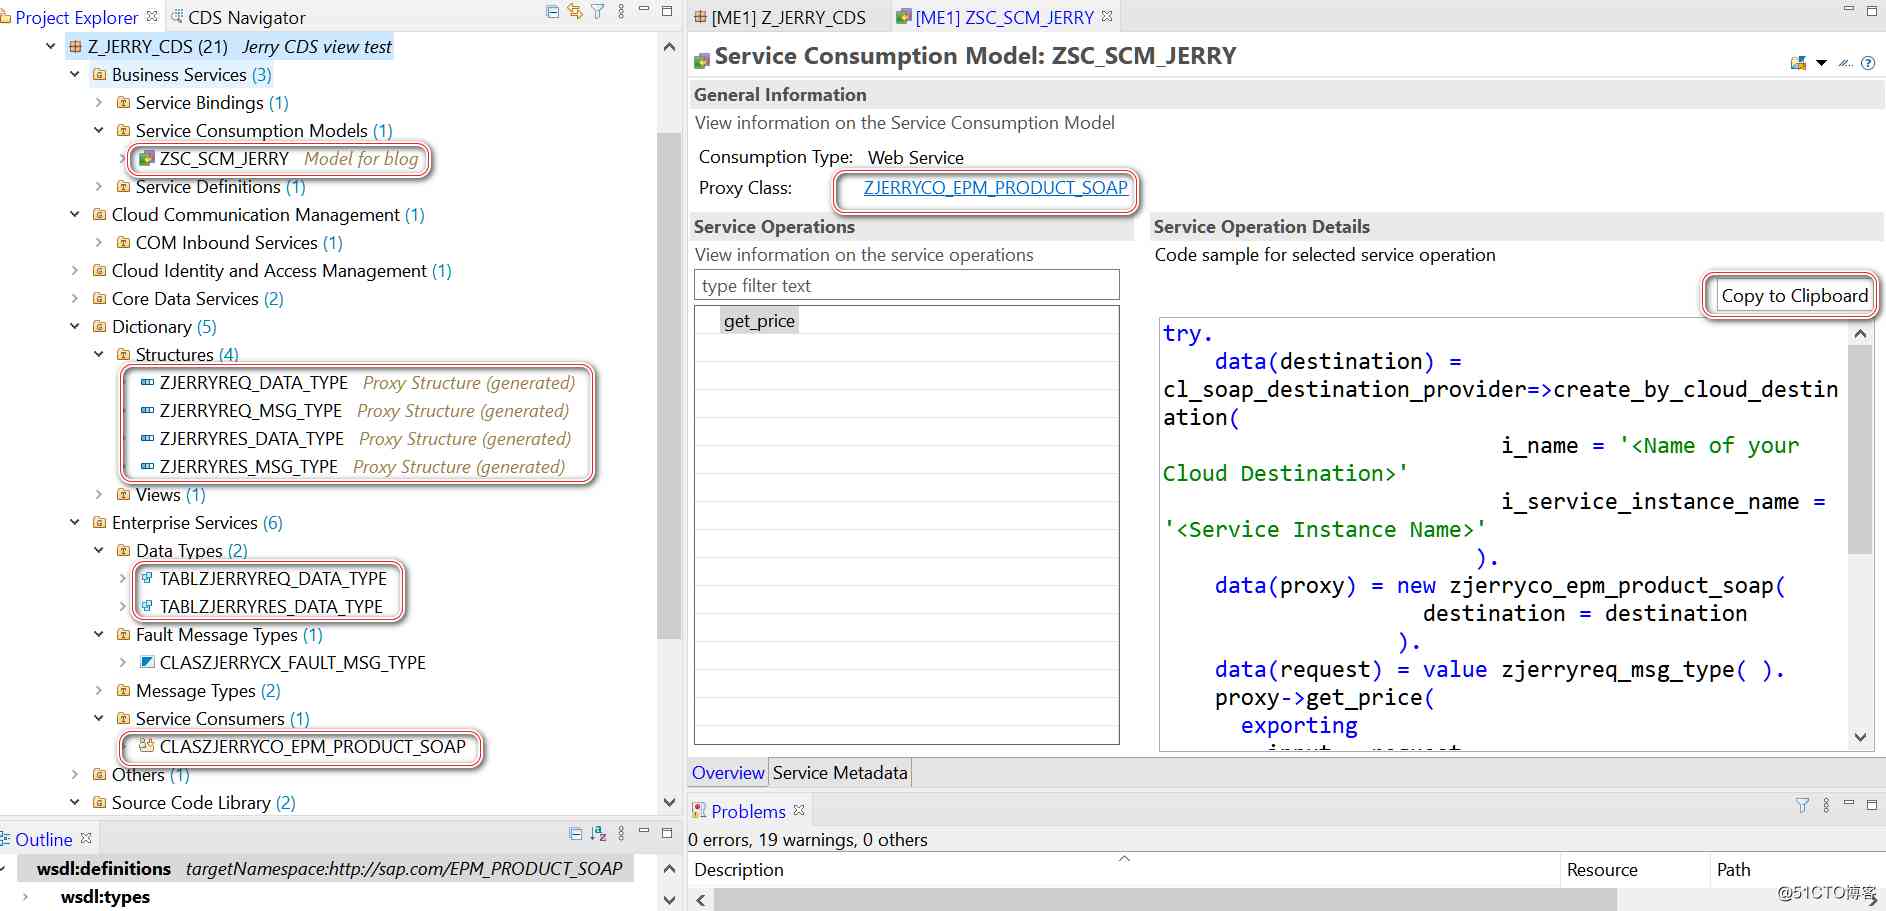 Project Explorer
CDS Navigator
Z_JERRY_CDS (21) Jerry CDS view test
Business Services (3)
Service Bindings (1)
Service Consumption Models (1)
ZSC_SCM_JERRY Model for blog
Service Definitions (1)
Cloud Communication Management (1)
COM Inbound Services (1)
Cloud Identity and Access Management (1)
Core Data Services (2)
Dictionary (5)
Structures (4)
ZJERRYREQ_DATA_TYPE Proxy Structure (generated)
ZJERRYREQ_MSG_TYPE Proxy Structure (generated)
ZJERRYRES_DATA_TYPE Proxy Structure (generated)
ZJERRYRES_MSG_TYPE Proxy Structure (generated)
Views (1)
Enterprise Services (6)
Data Types (2)
TABLZJERRYREQ_DATA_TYPE
TABLZJERRYRES_DATA_TYPE
Fault Message Types (1)
CLASZJERRYCX_FAULT_MSG_TYPE
Message Types (2)
Service Consumers (1)
CLASZJERRYCO_EPM_PRODUCT_SOAP
Others (1)
Source Code Library (2)
Outline
wsdl:definitions targetNamespace:http://sap.com/EPM_PRODUCT_SOAP
wsdl:types
[ME1] Z_JERRY_CDS
[ME1] ZSC_SCM_JERRY
Service Consumption Model: ZSC_SCM_JERRY
General Information
View information on the Service Consumption Model
Consumption Type: Web Service
Proxy Class: ZJERRYCO_EPM_PRODUCT_SOAP
Service Operations
View information on the service operations
type filter text
get_price
Service Operation Details
Code sample for selected service operation
Copy to Clipboard
try.
data(destination) =
cl_soap_destination_provider=>create_by_cloud_destin
ation(
i_name = '<Name of your
Cloud Destination>'
i_service_instance_name =
'<Service Instance Name>'
).
data(proxy) = new zjerryco_epm_product_soap(
destination = destination
).
data(request) = value zjerryreq_msg_type( ).
proxy->get_price(
exporting
input = request
Overview
Service Metadata
Problems
0 errors, 19 warnings, 0 others
Description
Resource
Path
@51CTO博客